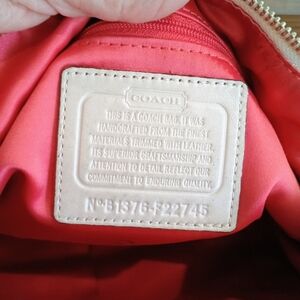 COACH
THIS IS A COACH BAG. IT WAS
HANDCRAFTED FROM THE FINEST
MATERIALS TRIMMED WITH LEATHER.
ITS SUPERIOR CRAFTSMANSHIP AND
ATTENTION TO DETAIL REFLECT OUR
COMMITMENT TO ENDURING QUALITY.
Nº B1376-F22745